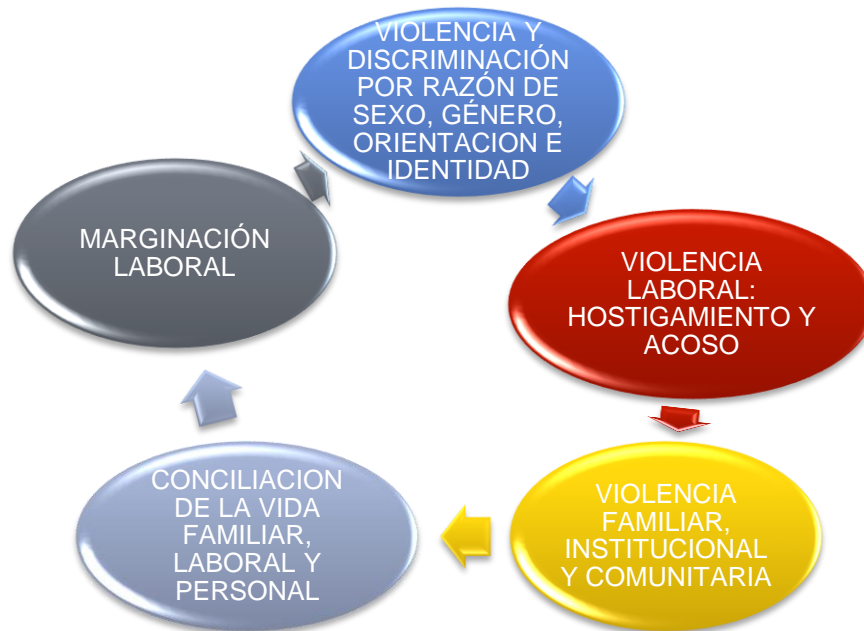 VIOLENCIA Y
DISCRIMINACIÓN
POR RAZÓN DE
SEXO, GÉNERO,
ORIENTACION E
IDENTIDAD
VIOLENCIA
LABORAL:
HOSTIGAMIENTO Y
ACOSO
VIOLENCIA
FAMILIAR,
INSTITUCIONAL
Y COMUNITARIA
CONCILIACION
DE LA VIDA
FAMILIAR,
LABORAL Y
PERSONAL
MARGINACIÓN
LABORAL